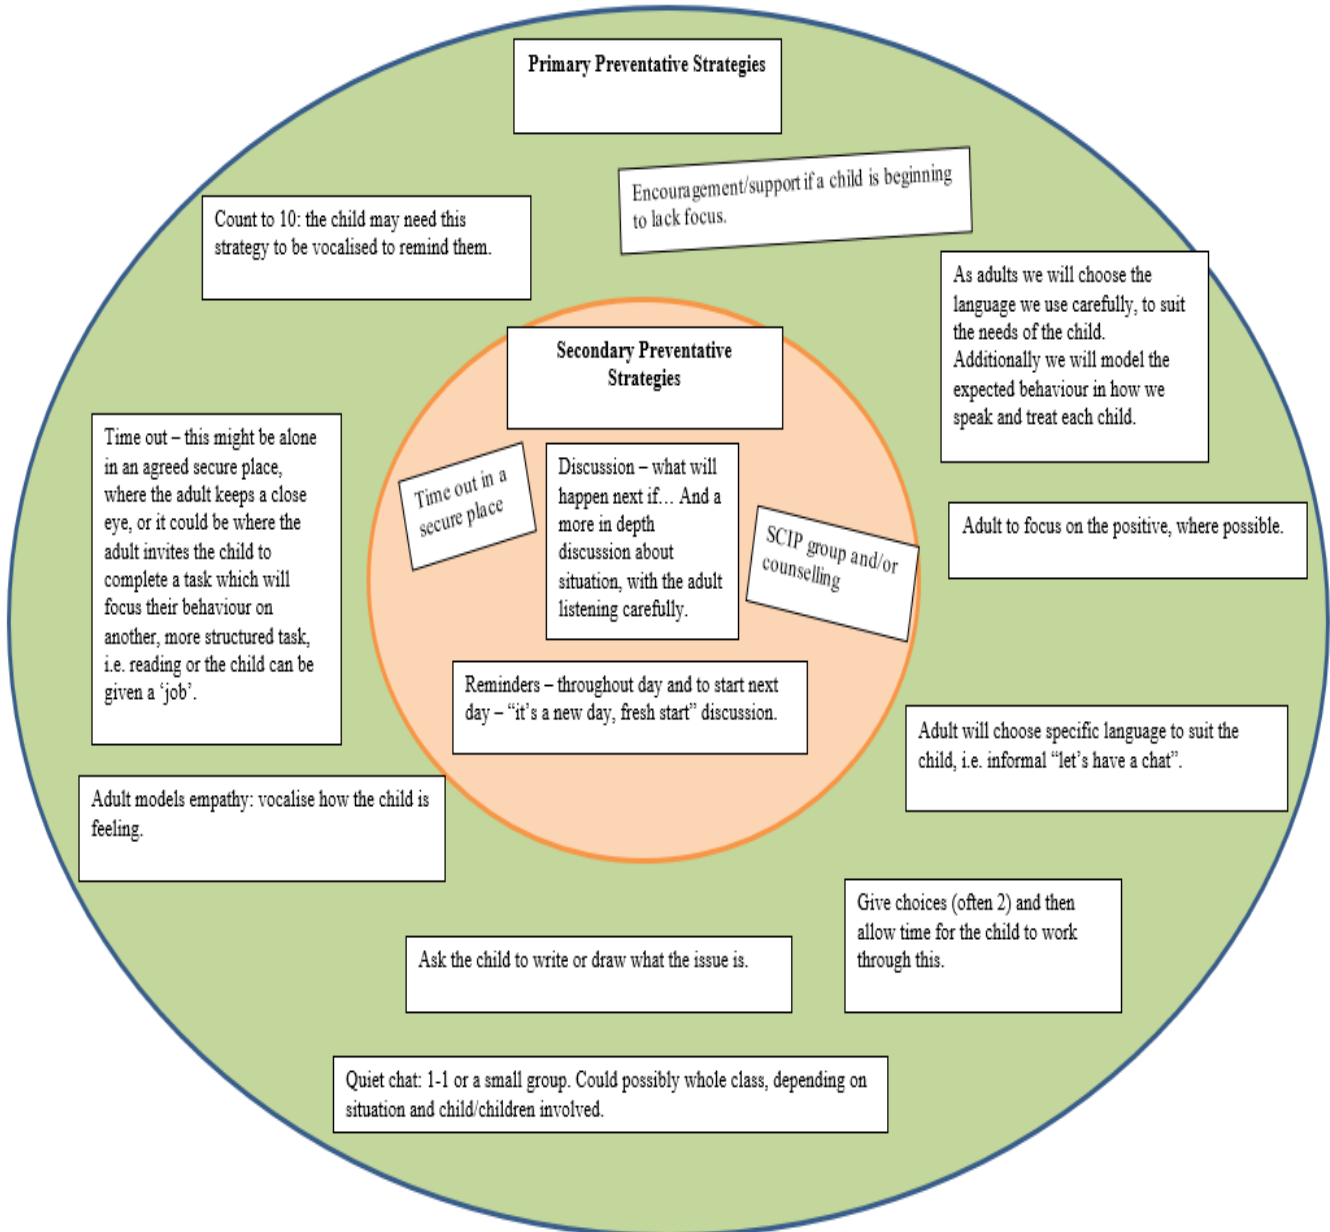 Primary Preventative Strategies
Encouragement/support if a child is beginning
to lack focus.
Count to 10: the child may need this
strategy to be vocalised to remind them.
As adults we will choose the
language we use carefully, to suit
the needs of the child.
Additionally we will model the
expected behaviour in how we
speak and treat each child.
Secondary Preventative
Strategies
Time out – this might be alone
in an agreed secure place,
where the adult keeps a close
eye, or it could be where the
adult invites the child to
complete a task which will
focus their behaviour on
another, more structured task,
i.e. reading or the child can be
given a ‘job’.
Time out in a
secure place
Discussion – what will
happen next if… And a
more in depth
discussion about
situation, with the adult
listening carefully.
SCIP group and/or
counselling
Adult to focus on the positive, where possible.
Reminders – throughout day and to start next
day – “it’s a new day, fresh start” discussion.
Adult will choose specific language to suit the
child, i.e. informal “let’s have a chat”.
Adult models empathy: vocalise how the child is
feeling.
Give choices (often 2) and then
allow time for the child to work
through this.
Ask the child to write or draw what the issue is.
Quiet chat: 1-1 or a small group. Could possibly whole class, depending on
situation and child/children involved.